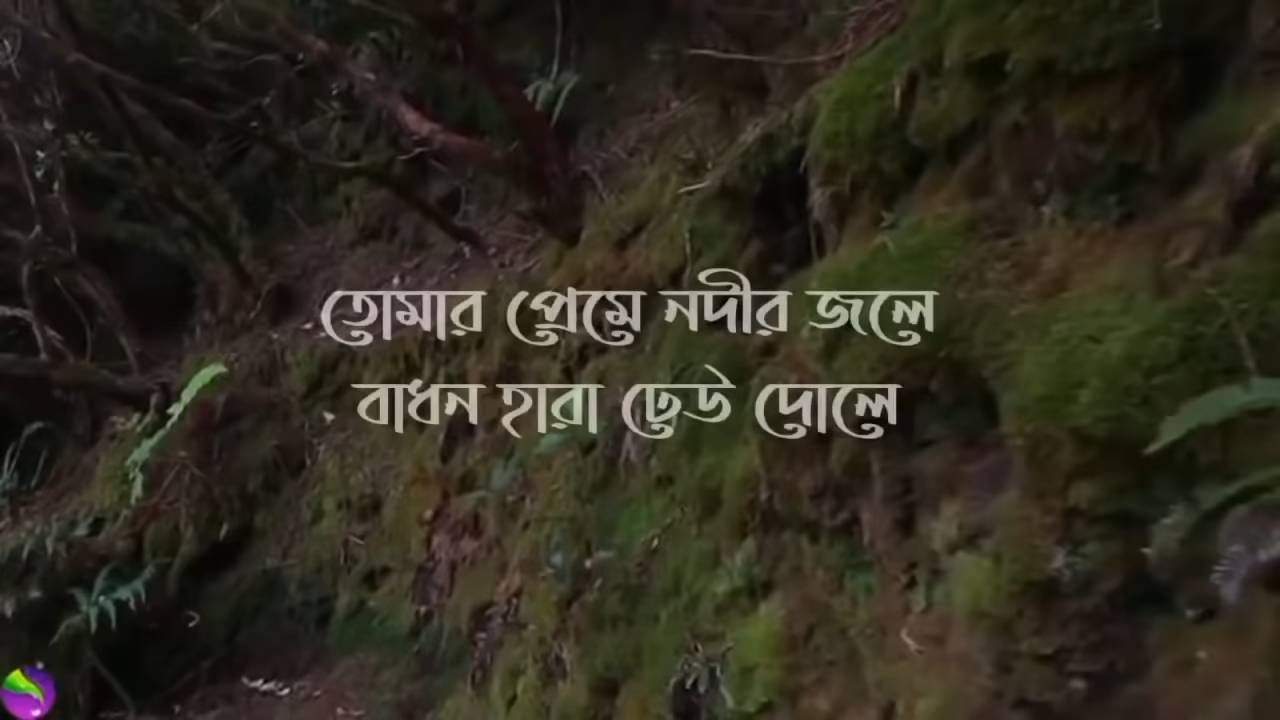 তোমার প্রেমে নদীর জলে
বাধন হারা ঢেউ দোলে